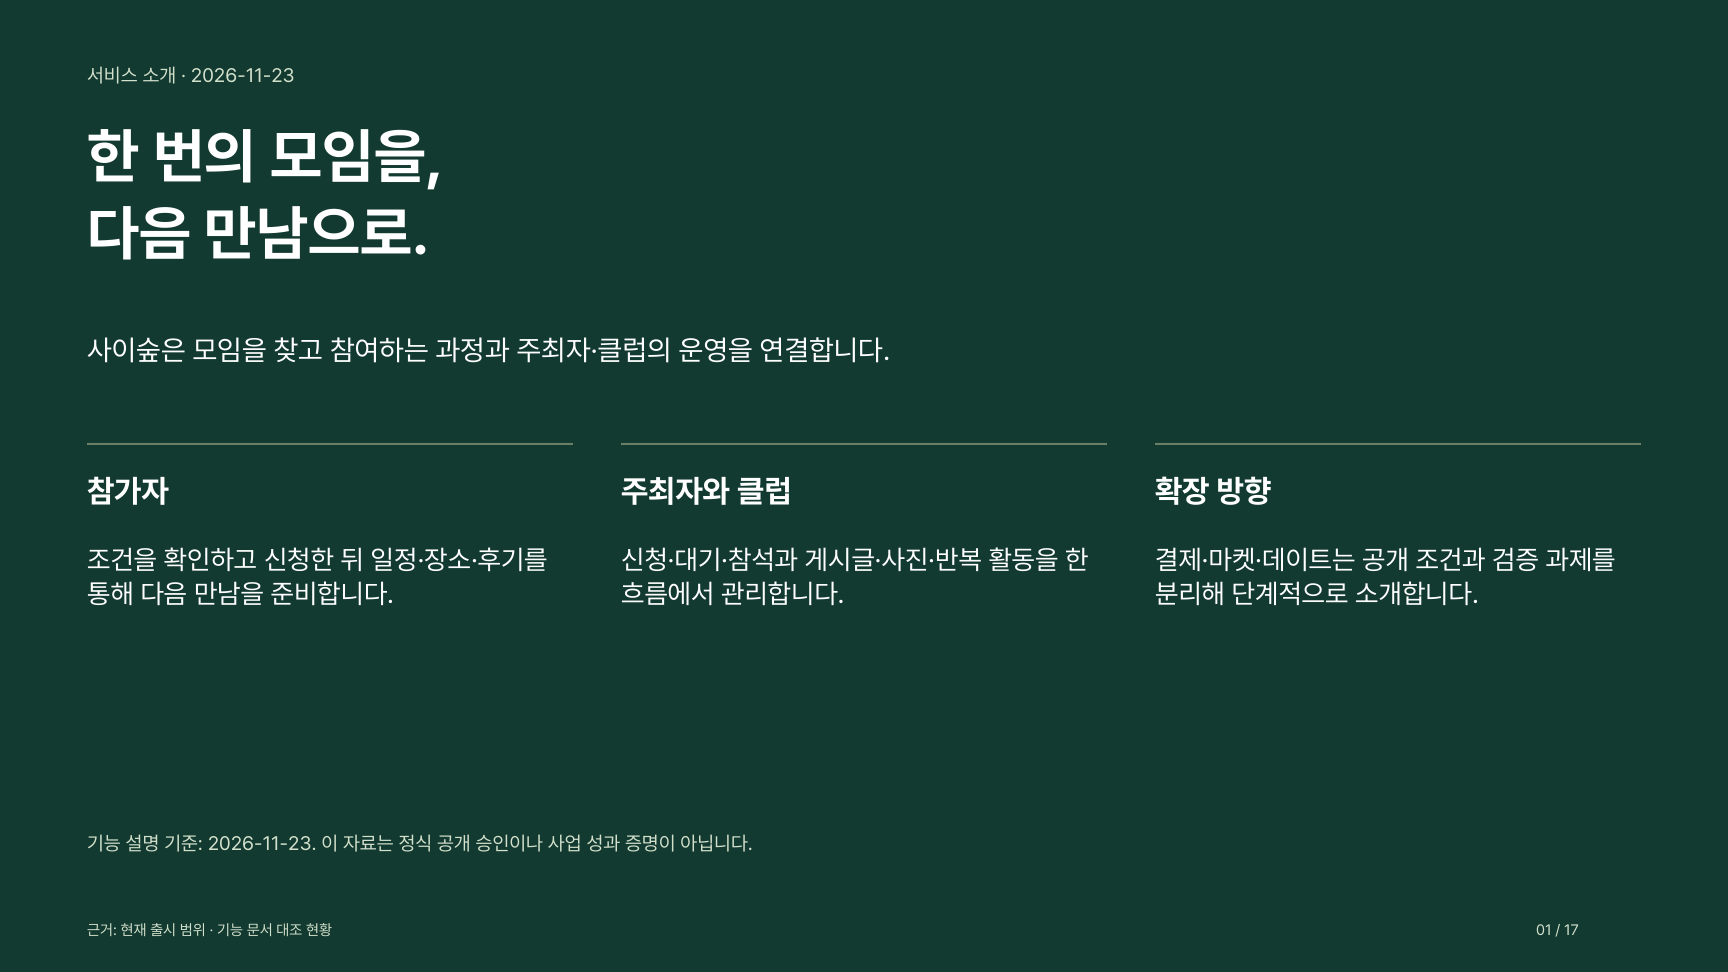 서비스 소개 · 2026-11-23
한 번의 모임을,
다음 만남으로.
사이숲은 모임을 찾고 참여하는 과정과 주최자·클럽의 운영을 연결합니다.
참가자
조건을 확인하고 신청한 뒤 일정·장소·후기를
통해 다음 만남을 준비합니다.
주최자와 클럽
신청·대기·참석과 게시글·사진·반복 활동을 한
흐름에서 관리합니다.
확장 방향
결제·마켓·데이트는 공개 조건과 검증 과제를
분리해 단계적으로 소개합니다.
기능 설명 기준: 2026-11-23. 이 자료는 정식 공개 승인이나 사업 성과 증명이 아닙니다.
근거: 현재 출시 범위 · 기능 문서 대조 현황
01 / 17